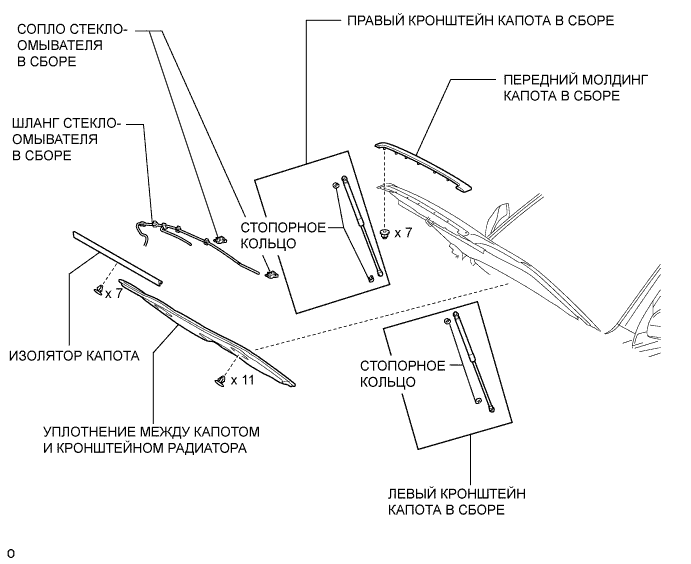 СОПЛО СТЕКЛО-
ОМЫВАТЕЛЯ
В СБОРЕ
ПРАВЫЙ КРОНШТЕЙН КАПОТА В СБОРЕ
ПЕРЕДНИЙ МОЛДИНГ
КАПОТА В СБОРЕ
ШЛАНГ СТЕКЛО-
ОМЫВАТЕЛЯ
В СБОРЕ
СТОПОРНОЕ
КОЛЬЦО
x 7
x 7
ИЗОЛЯТОР КАПОТА
x 11
СТОПОРНОЕ
КОЛЬЦО
УПЛОТНЕНИЕ МЕЖДУ КАПОТОМ
И КРОНШТЕЙНОМ РАДИАТОРА
ЛЕВЫЙ КРОНШТЕЙН
КАПОТА В СБОРЕ
O